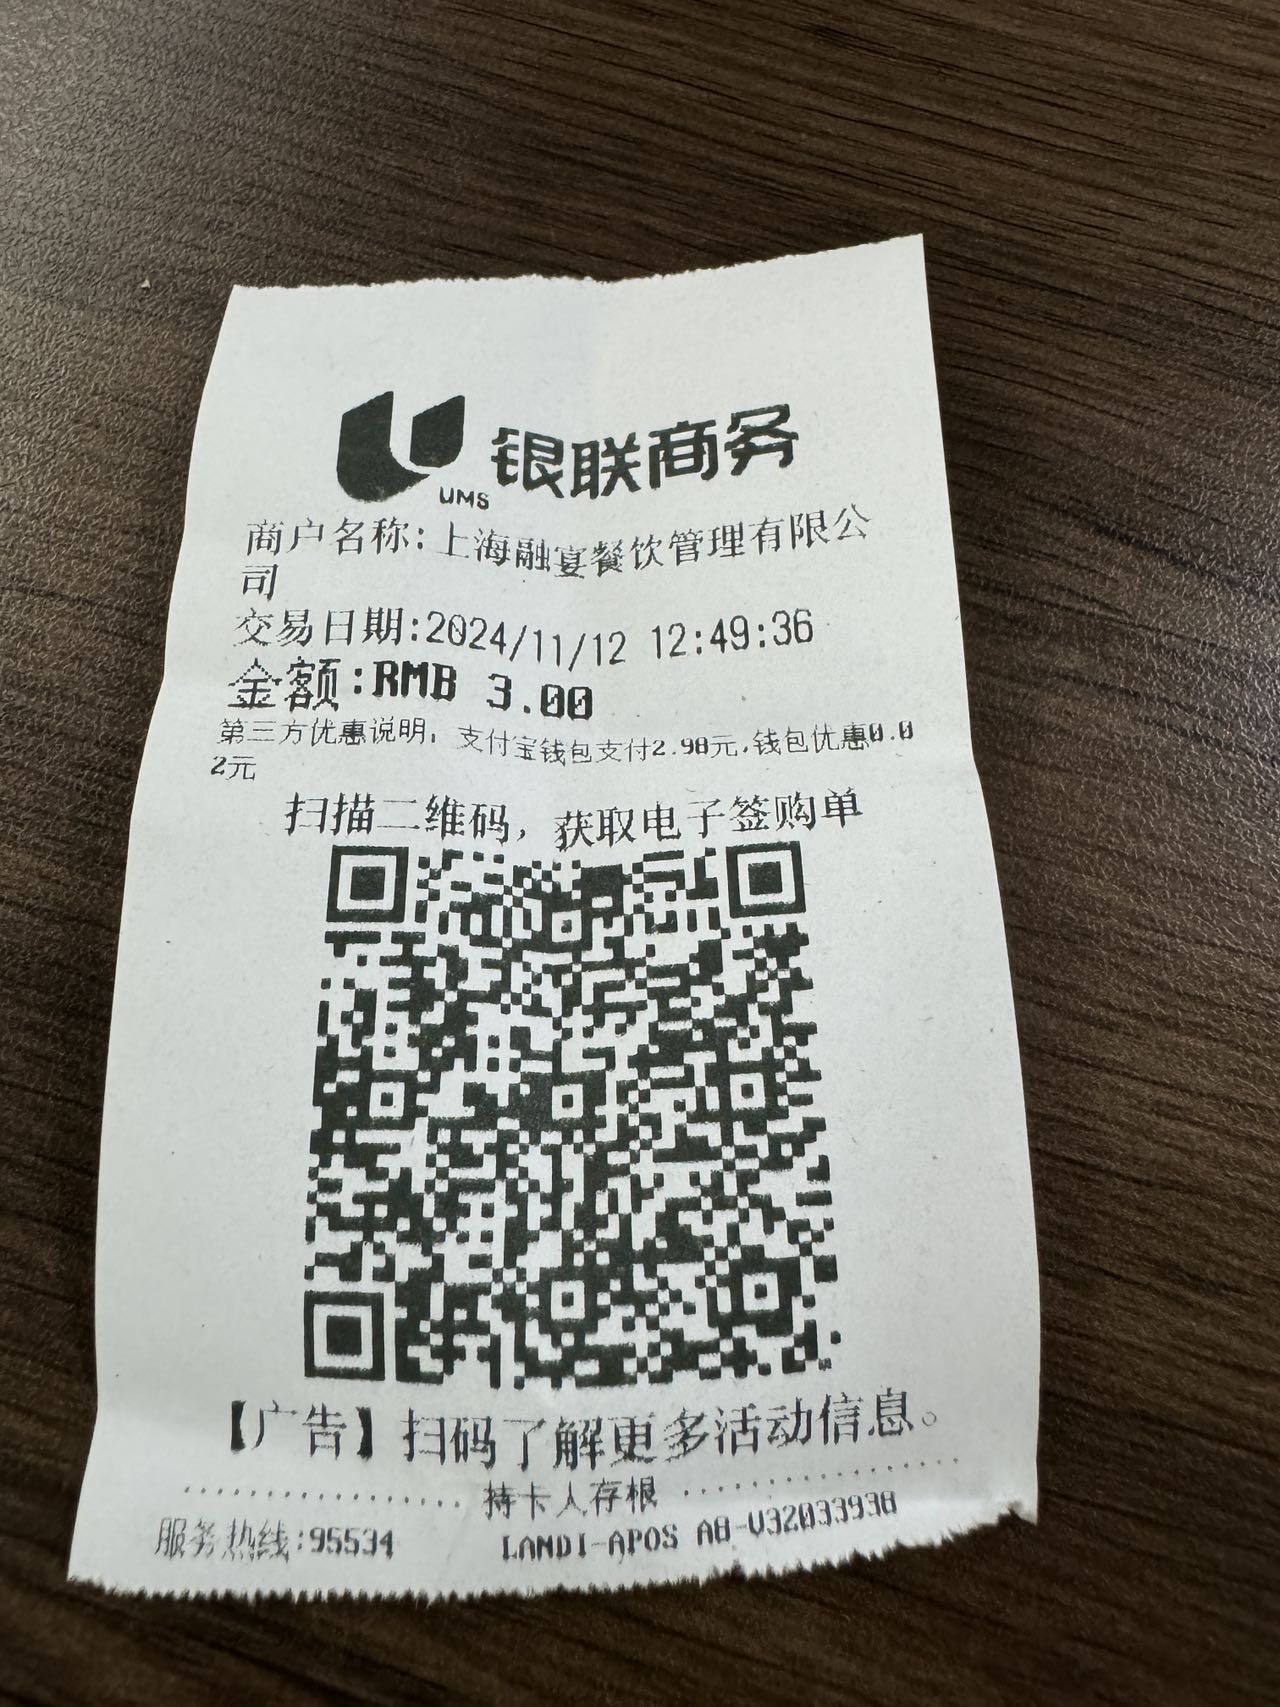 UMS 银联商务
商户名称:上海融宴餐饮管理有限公
司
交易日期:2024/11/12 12:49:36
金额:RMB 3.00
第三方优惠说明: 支付宝钱包支付2.98元,钱包优惠0.0
2元
扫描二维码，获取电子签购单
【广告】扫码了解更多活动信息。
持卡人存根
服务热线:95534 LANDI-APOS A8-V32033938